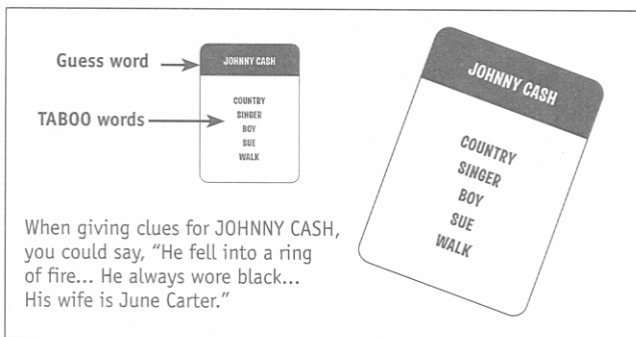 Guess word
JOHNNY CASH
TABOO words
COUNTRY
SINGER
BOY
SUE
WALK
When giving clues for JOHNNY CASH,
you could say, “He fell into a ring
of fire... He always wore black...
His wife is June Carter.”
JOHNNY CASH
COUNTRY
SINGER
BOY
SUE
WALK